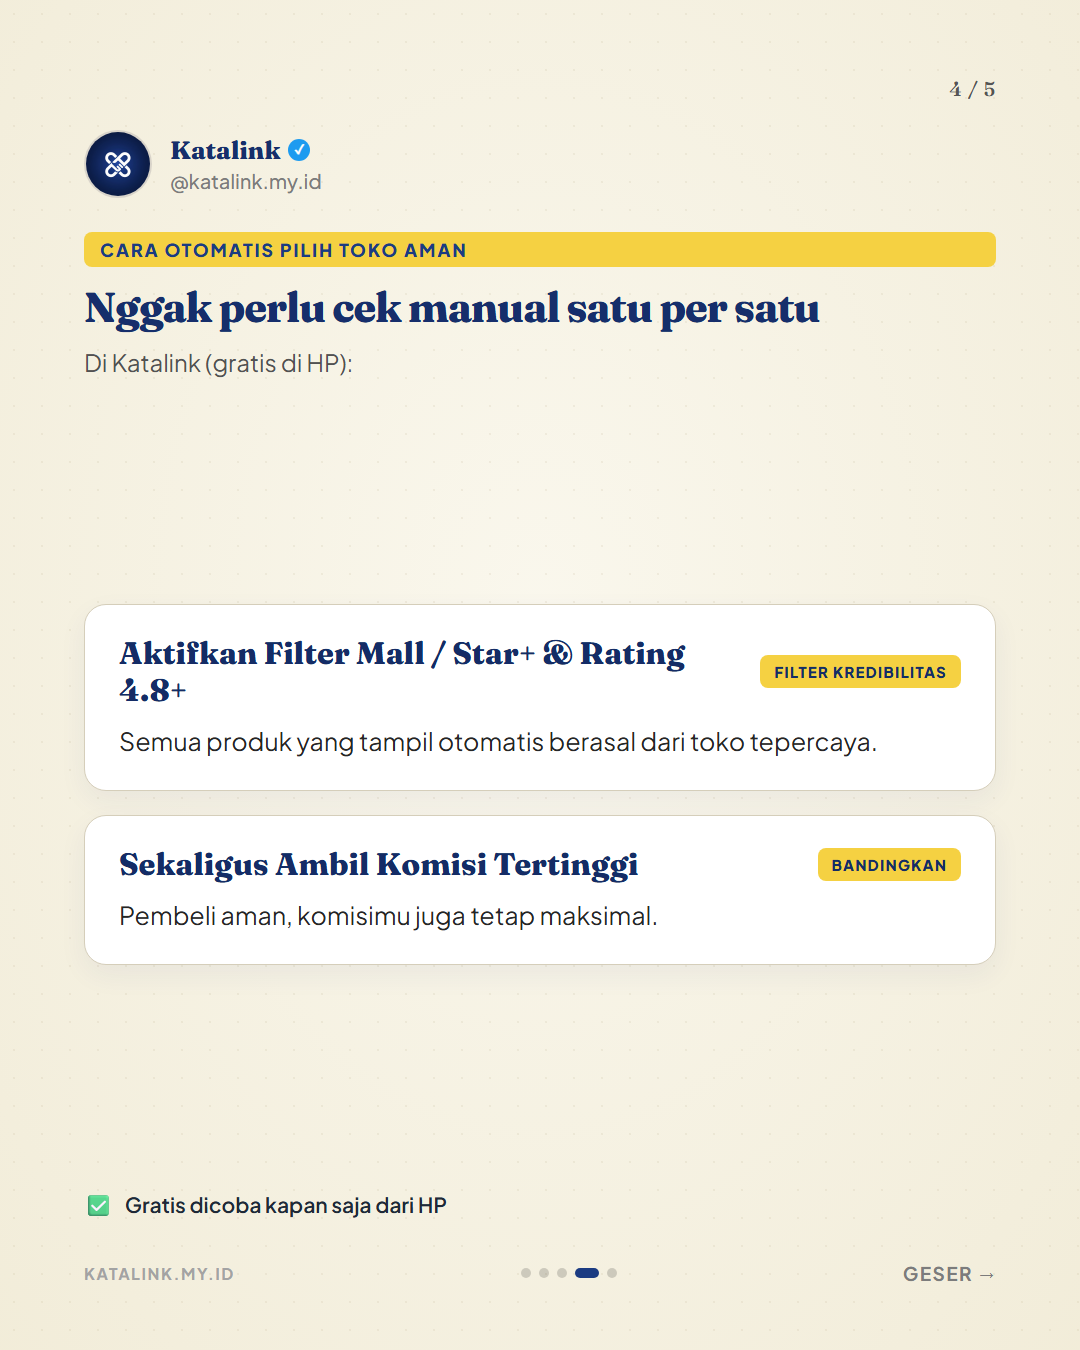 4 / 5
Katalink
@katalink.my.id
CARA OTOMATIS PILIH TOKO AMAN
Nggak perlu cek manual satu per satu
Di Katalink (gratis di HP):
Aktifkan Filter Mall / Star+ & Rating
4.8+
FILTER KREDIBILITAS
Semua produk yang tampil otomatis berasal dari toko tepercaya.
Sekaligus Ambil Komisi Tertinggi
BANDINGKAN
Pembeli aman, komisimu juga tetap maksimal.
✅ Gratis dicoba kapan saja dari HP
KATALINK.MY.ID
GESER →